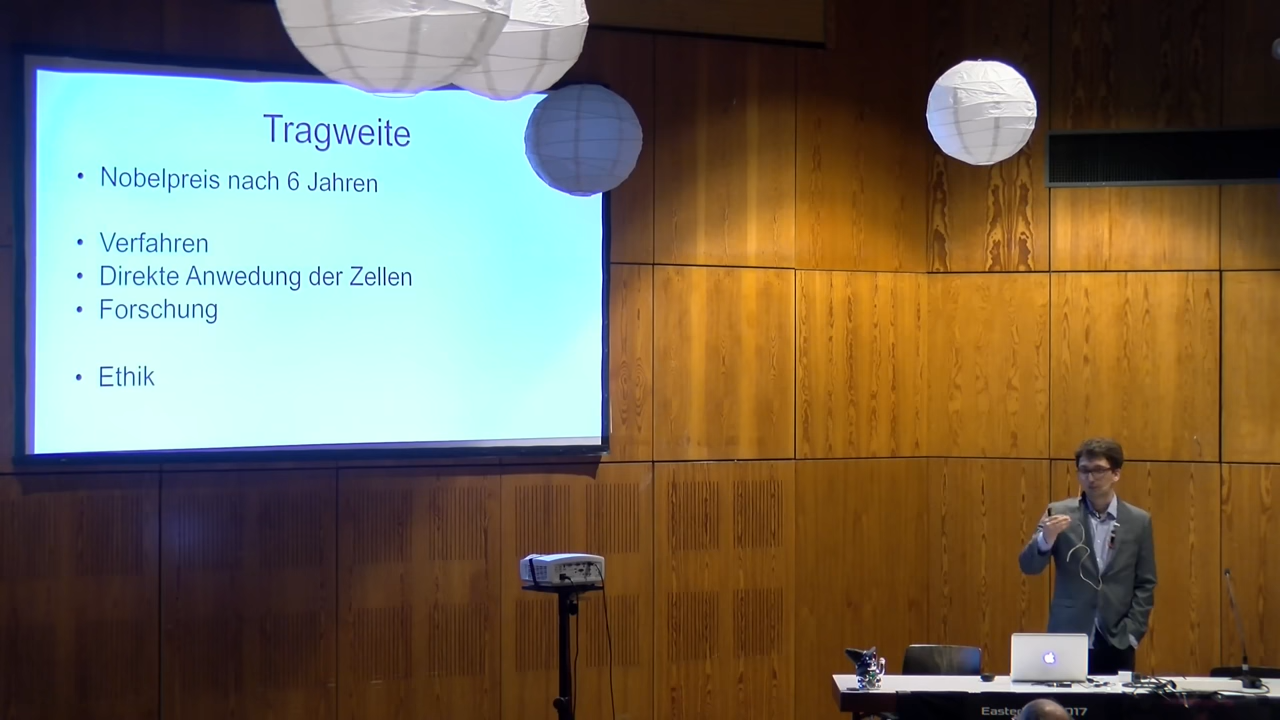 Tragweite
• Nobelpreis nach 6 Jahren
• Verfahren
• Direkte Anwedung der Zellen
• Forschung
• Ethik